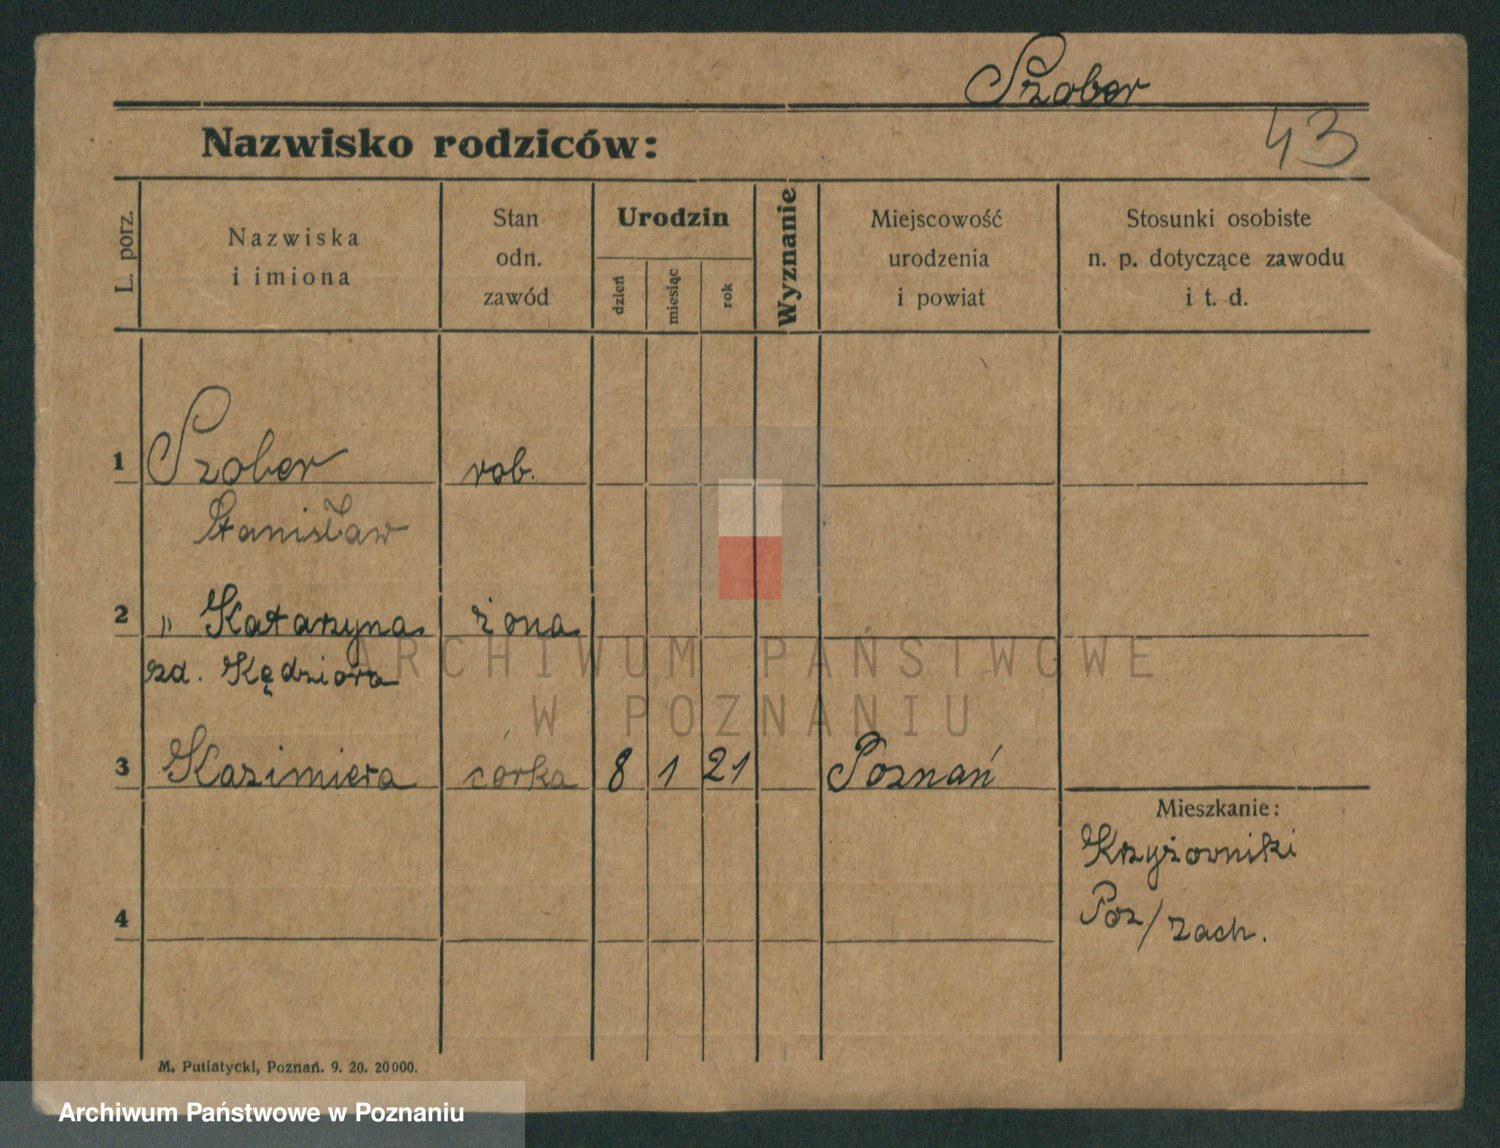 Szober
Nazwisko rodziców:
43
L. porz.
Nazwiska
i imiona
Stan
odn.
zawód
Urodzin
dzień
miesiąc
rok
Wyznanie
Miejscowość
urodzenia
i powiat
Stosunki osobiste
n. p. dotyczące zawodu
i t. d.
1 Szober rob.
Stanisław
2 " Katarzyna żona
zd. Kędziora
ARCHIWUM PAŃSTWOWE
W POZNANIU
3 Kazimiera córka 8 1 21 Poznań
Mieszkanie:
Krzyżowniki
Poz/zach.
4
M. Putiatycki, Poznań. 9. 20. 20000.
Archiwum Państwowe w Poznaniu